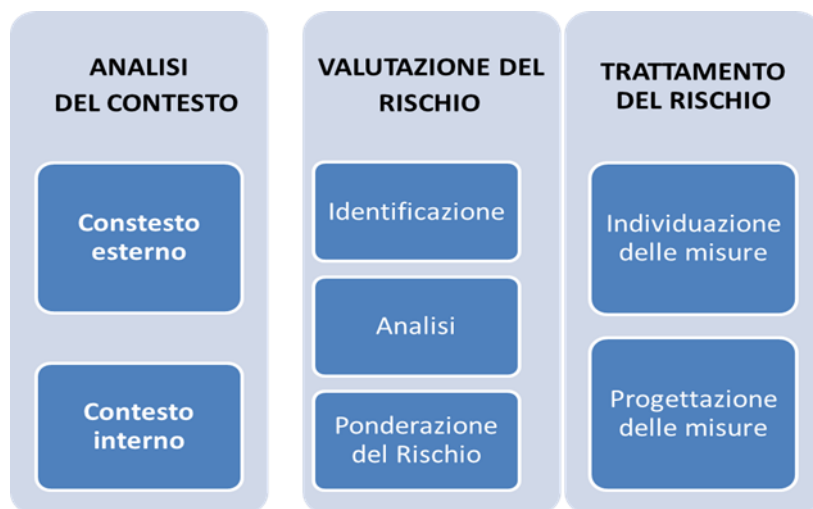 ANALISI
DEL CONTESTO
Constesto
esterno
Contesto
interno
VALUTAZIONE DEL
RISCHIO
Identificazione
Analisi
Ponderazione
del Rischio
TRATTAMENTO
DEL RISCHIO
Individuazione
delle misure
Progettazione
delle misure